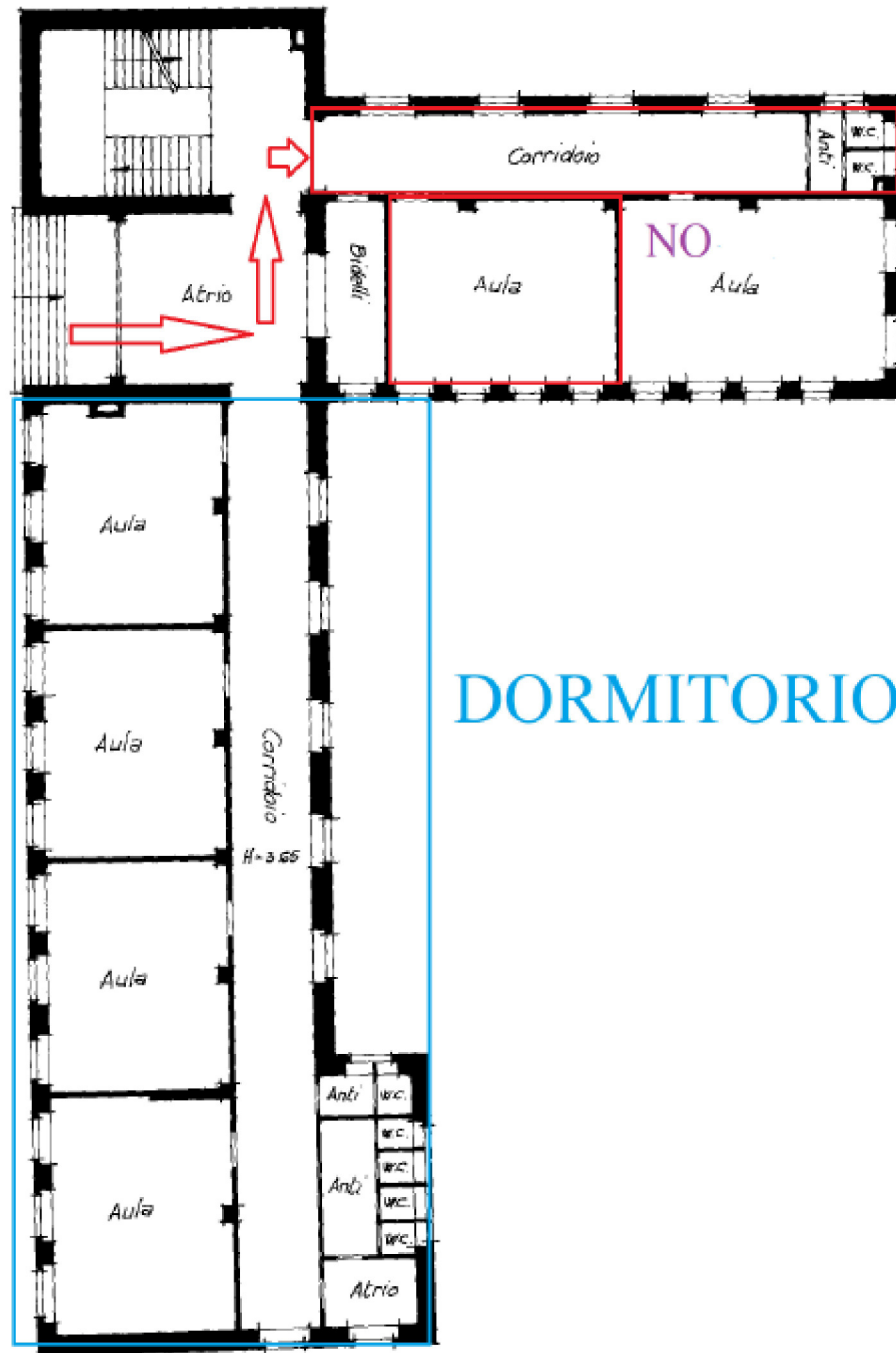 Corridoio
Anti
w.c.
w.c.
Atrio
Bidelli
Aula
NO
Aula
Aula
DORMITORIO
Aula
Corridoio
H=3.65
Aula
Anti
w.c.
w.c.
Anti
w.c.
w.c.
w.c.
Aula
Atrio